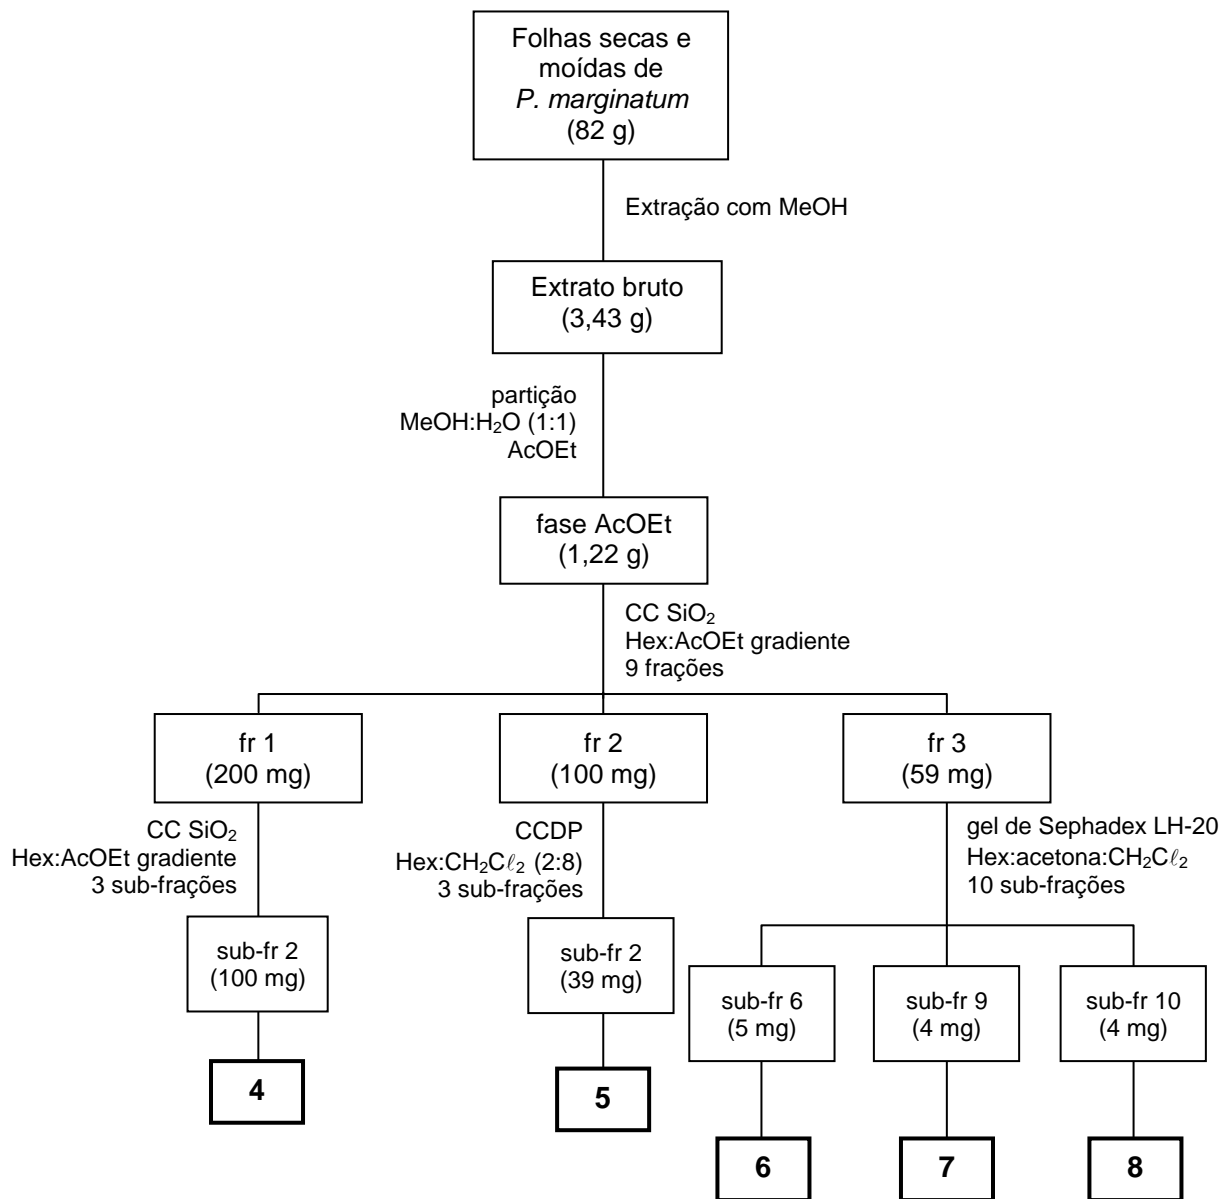 Folhas secas e
moídas de
P. marginatum
(82 g)
Extração com MeOH
Extrato bruto
(3,43 g)
partição
MeOH:H₂O (1:1)
AcOEt
fase AcOEt
(1,22 g)
CC SiO₂
Hex:AcOEt gradiente
9 frações
fr 1
(200 mg)
fr 2
(100 mg)
fr 3
(59 mg)
CC SiO₂
Hex:AcOEt gradiente
3 sub-frações
CCDP
Hex:CH₂Cℓ₂ (2:8)
3 sub-frações
gel de Sephadex LH-20
Hex:acetona:CH₂Cℓ₂
10 sub-frações
sub-fr 2
(100 mg)
sub-fr 2
(39 mg)
sub-fr 6
(5 mg)
sub-fr 9
(4 mg)
sub-fr 10
(4 mg)
4
5
6
7
8